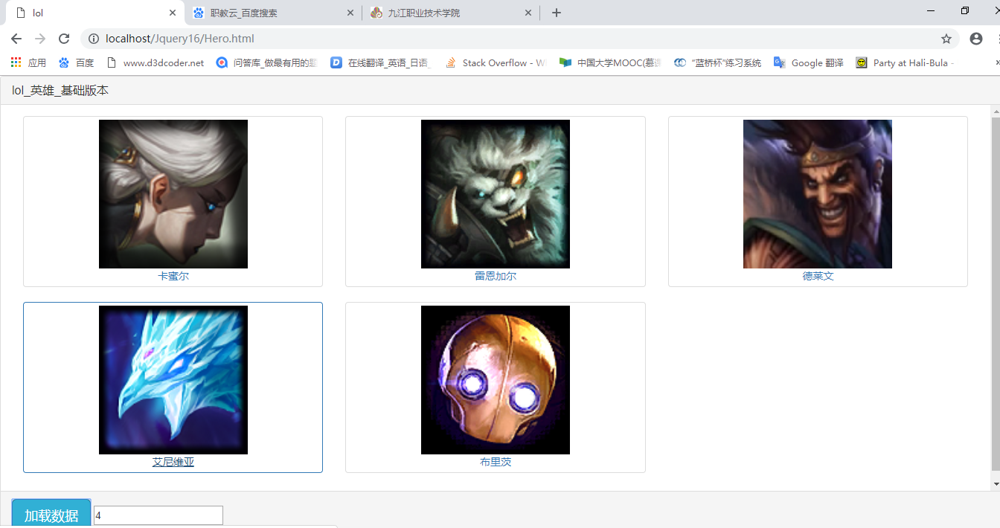 lol
职教云_百度搜索
九江职业技术学院
localhost/Jquery16/Hero.html
应用
百度
www.d3dcoder.net
问答库_做最有用的题
在线翻译_英语_日语_
Stack Overflow - W
中国大学MOOC(慕课
“蓝桥杯”练习系统
Google 翻译
Party at Hali-Bula -
lol_英雄_基础版本
卡蜜尔
雷恩加尔
德莱文
艾尼维亚
布里茨
加载数据
4